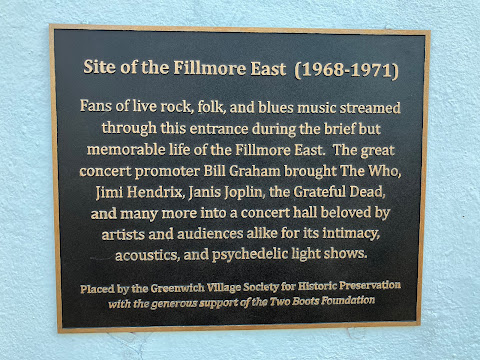 Site of the Fillmore East (1968-1971)
Fans of live rock, folk, and blues music streamed
through this entrance during the brief but
memorable life of the Fillmore East. The great
concert promoter Bill Graham brought The Who,
Jimi Hendrix, Janis Joplin, the Grateful Dead,
and many more into a concert hall beloved by
artists and audiences alike for its intimacy,
acoustics, and psychedelic light shows.
Placed by the Greenwich Village Society for Historic Preservation
with the generous support of the Two Boots Foundation